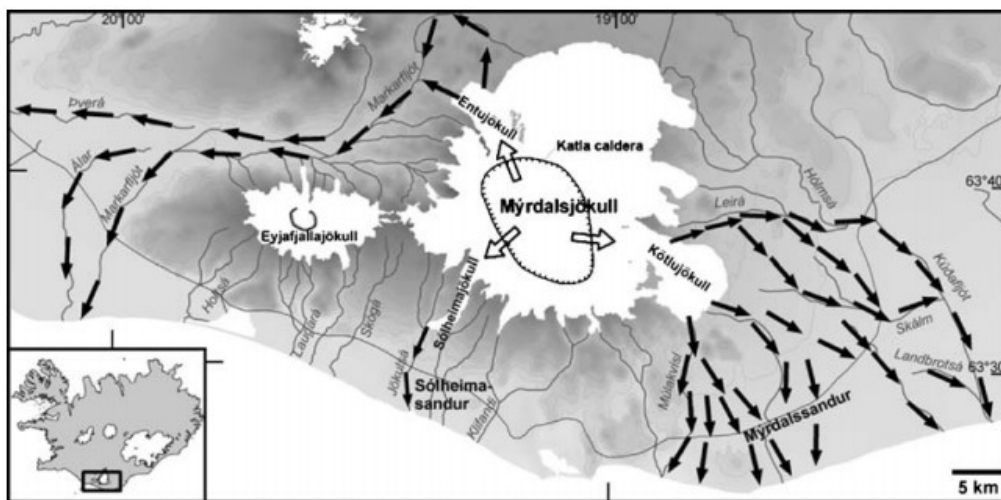 20°00'
19°00'
Markarfljót
Þverá
Entujökull
Katla caldera
Álar
Markarfljót
63°40'
Hólmsá
Leirá
Mýrdalsjökull
Eyjafjallajökull
Kötlujökull
Kúðafljót
Holtsá
Laugará
Skógá
Sólheimajökull
Skálm
Landbrotsá
63°30'
Jökulsá
Sólheima-
sandur
Klifandi
Múlakvísl
Mýrdalssandur
5 km